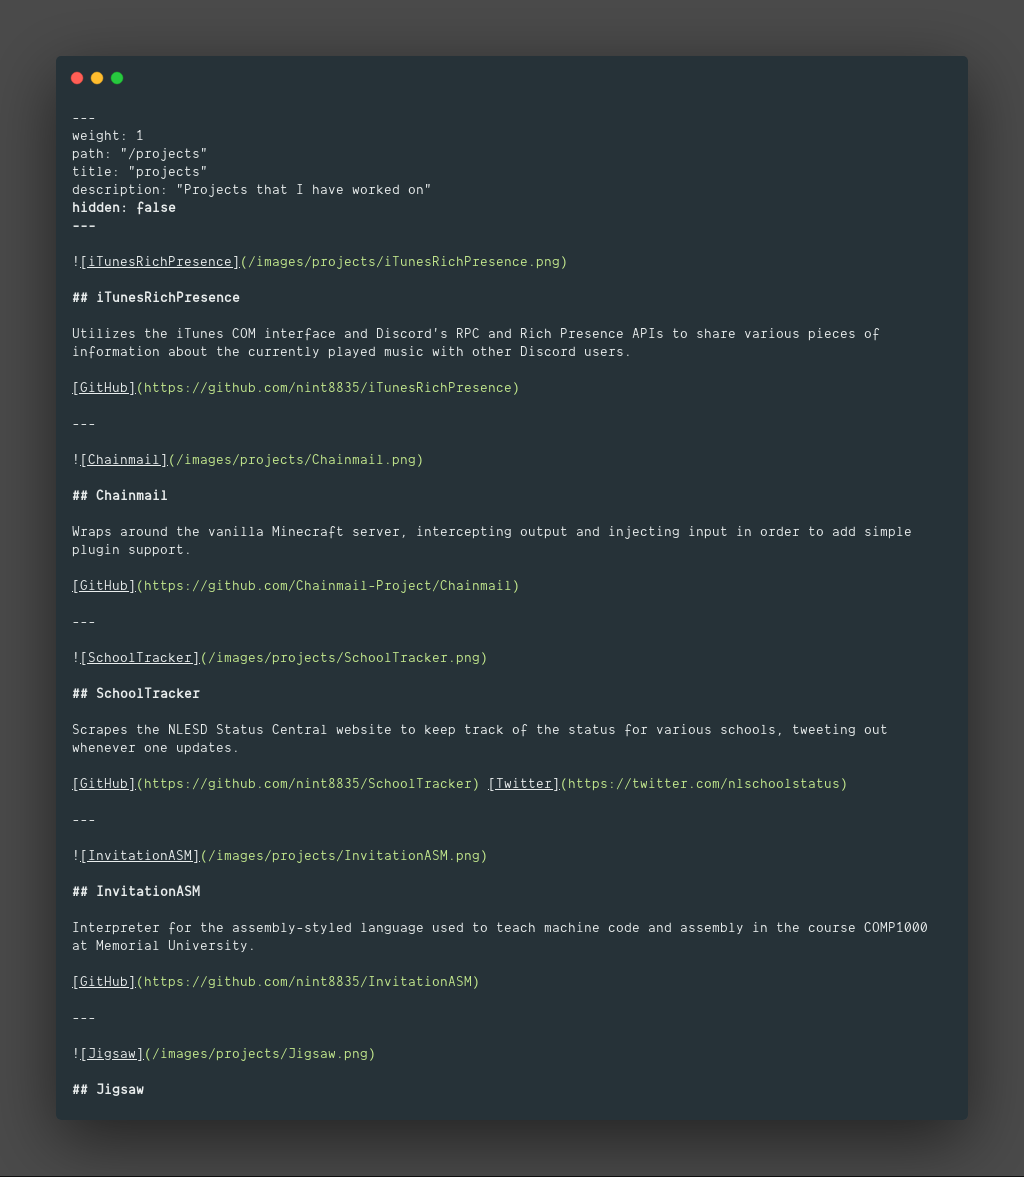 ---
weight: 1
path: "/projects"
title: "projects"
description: "Projects that I have worked on"
hidden: false
---
![iTunesRichPresence](/images/projects/iTunesRichPresence.png)
## iTunesRichPresence
Utilizes the iTunes COM interface and Discord's RPC and Rich Presence APIs to share various pieces of
information about the currently played music with other Discord users.
[GitHub](https://github.com/nint8835/iTunesRichPresence)
---
![Chainmail](/images/projects/Chainmail.png)
## Chainmail
Wraps around the vanilla Minecraft server, intercepting output and injecting input in order to add simple
plugin support.
[GitHub](https://github.com/Chainmail-Project/Chainmail)
---
![SchoolTracker](/images/projects/SchoolTracker.png)
## SchoolTracker
Scrapes the NLESD Status Central website to keep track of the status for various schools, tweeting out
whenever one updates.
[GitHub](https://github.com/nint8835/SchoolTracker) [Twitter](https://twitter.com/nlschoolstatus)
---
![InvitationASM](/images/projects/InvitationASM.png)
## InvitationASM
Interpreter for the assembly-styled language used to teach machine code and assembly in the course COMP1000
at Memorial University.
[GitHub](https://github.com/nint8835/InvitationASM)
---
![Jigsaw](/images/projects/Jigsaw.png)
## Jigsaw